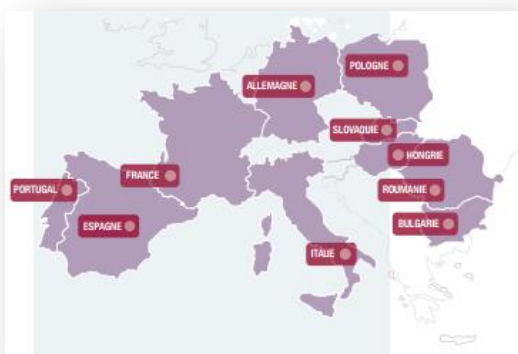 POLOGNE
ALLEMAGNE
SLOVAQUIE
HONGRIE
FRANCE
PORTUGAL
ROUMANIE
ESPAGNE
BULGARIE
ITALIE